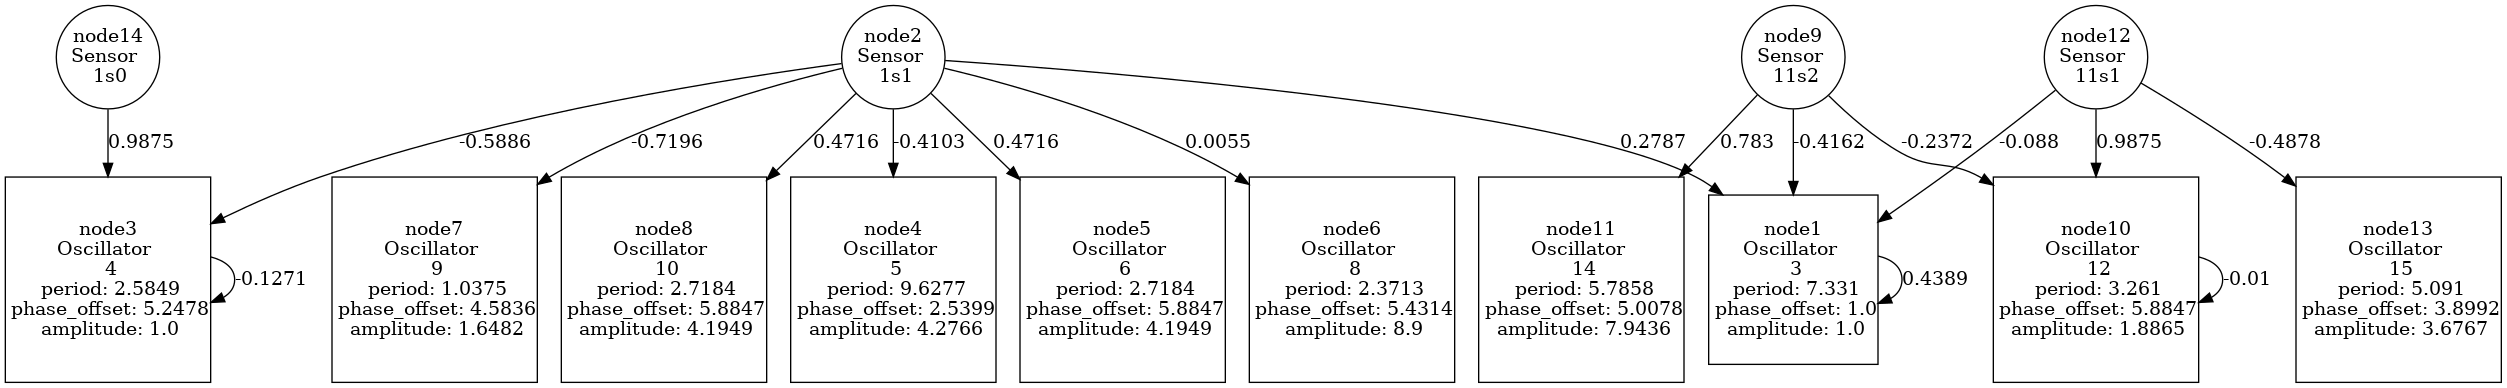 node14
Sensor
1s0
node2
Sensor
1s1
node9
Sensor
11s2
node12
Sensor
11s1
0.9875
-0.5886
-0.7196
0.4716
-0.4103
0.4716
0.0055
0.2787
0.783
-0.4162
-0.2372
-0.088
0.9875
-0.4878
node3
Oscillator
4
period: 2.5849
phase_offset: 5.2478
amplitude: 1.0
-0.1271
node7
Oscillator
9
period: 1.0375
phase_offset: 4.5836
amplitude: 1.6482
node8
Oscillator
10
period: 2.7184
phase_offset: 5.8847
amplitude: 4.1949
node4
Oscillator
5
period: 9.6277
phase_offset: 2.5399
amplitude: 4.2766
node5
Oscillator
6
period: 2.7184
phase_offset: 5.8847
amplitude: 4.1949
node6
Oscillator
8
period: 2.3713
phase_offset: 5.4314
amplitude: 8.9
node11
Oscillator
14
period: 5.7858
phase_offset: 5.0078
amplitude: 7.9436
node1
Oscillator
3
period: 7.331
phase_offset: 1.0
amplitude: 1.0
0.4389
node10
Oscillator
12
period: 3.261
phase_offset: 5.8847
amplitude: 1.8865
-0.01
node13
Oscillator
15
period: 5.091
phase_offset: 3.8992
amplitude: 3.6767